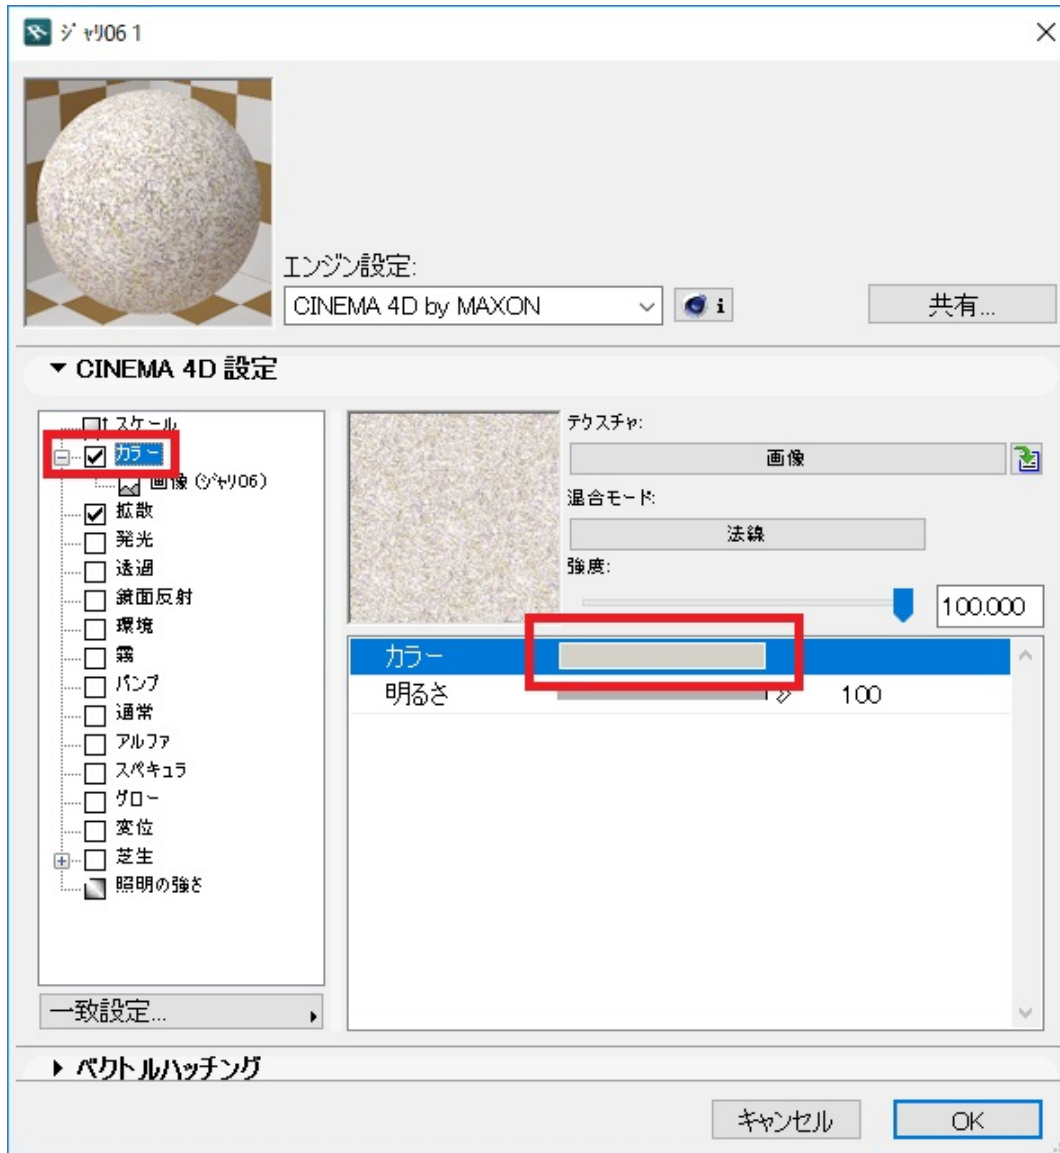 ジャリ06 1
エンジン設定:
CINEMA 4D by MAXON
i
共有...
CINEMA 4D 設定
スケール
カラー
画像 (ジャリ06)
拡散
発光
透過
鏡面反射
環境
霧
バンプ
通常
アルファ
スペキュラ
グロー
変位
芝生
照明の強さ
一致設定...
テクスチャ:
画像
混合モード:
法線
強度:
100.000
カラー
明るさ 100
ベクトルハッチング
キャンセル
OK